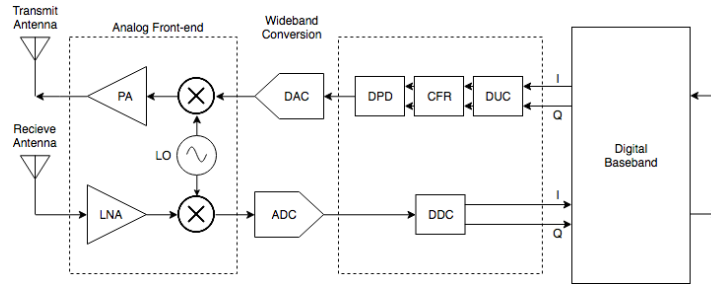 Transmit
Antenna
Analog Front-end
Wideband
Conversion
PA
DAC
DPD
CFR
DUC
I
Q
Recieve
Antenna
LO
Digital
Baseband
LNA
ADC
DDC
I
Q